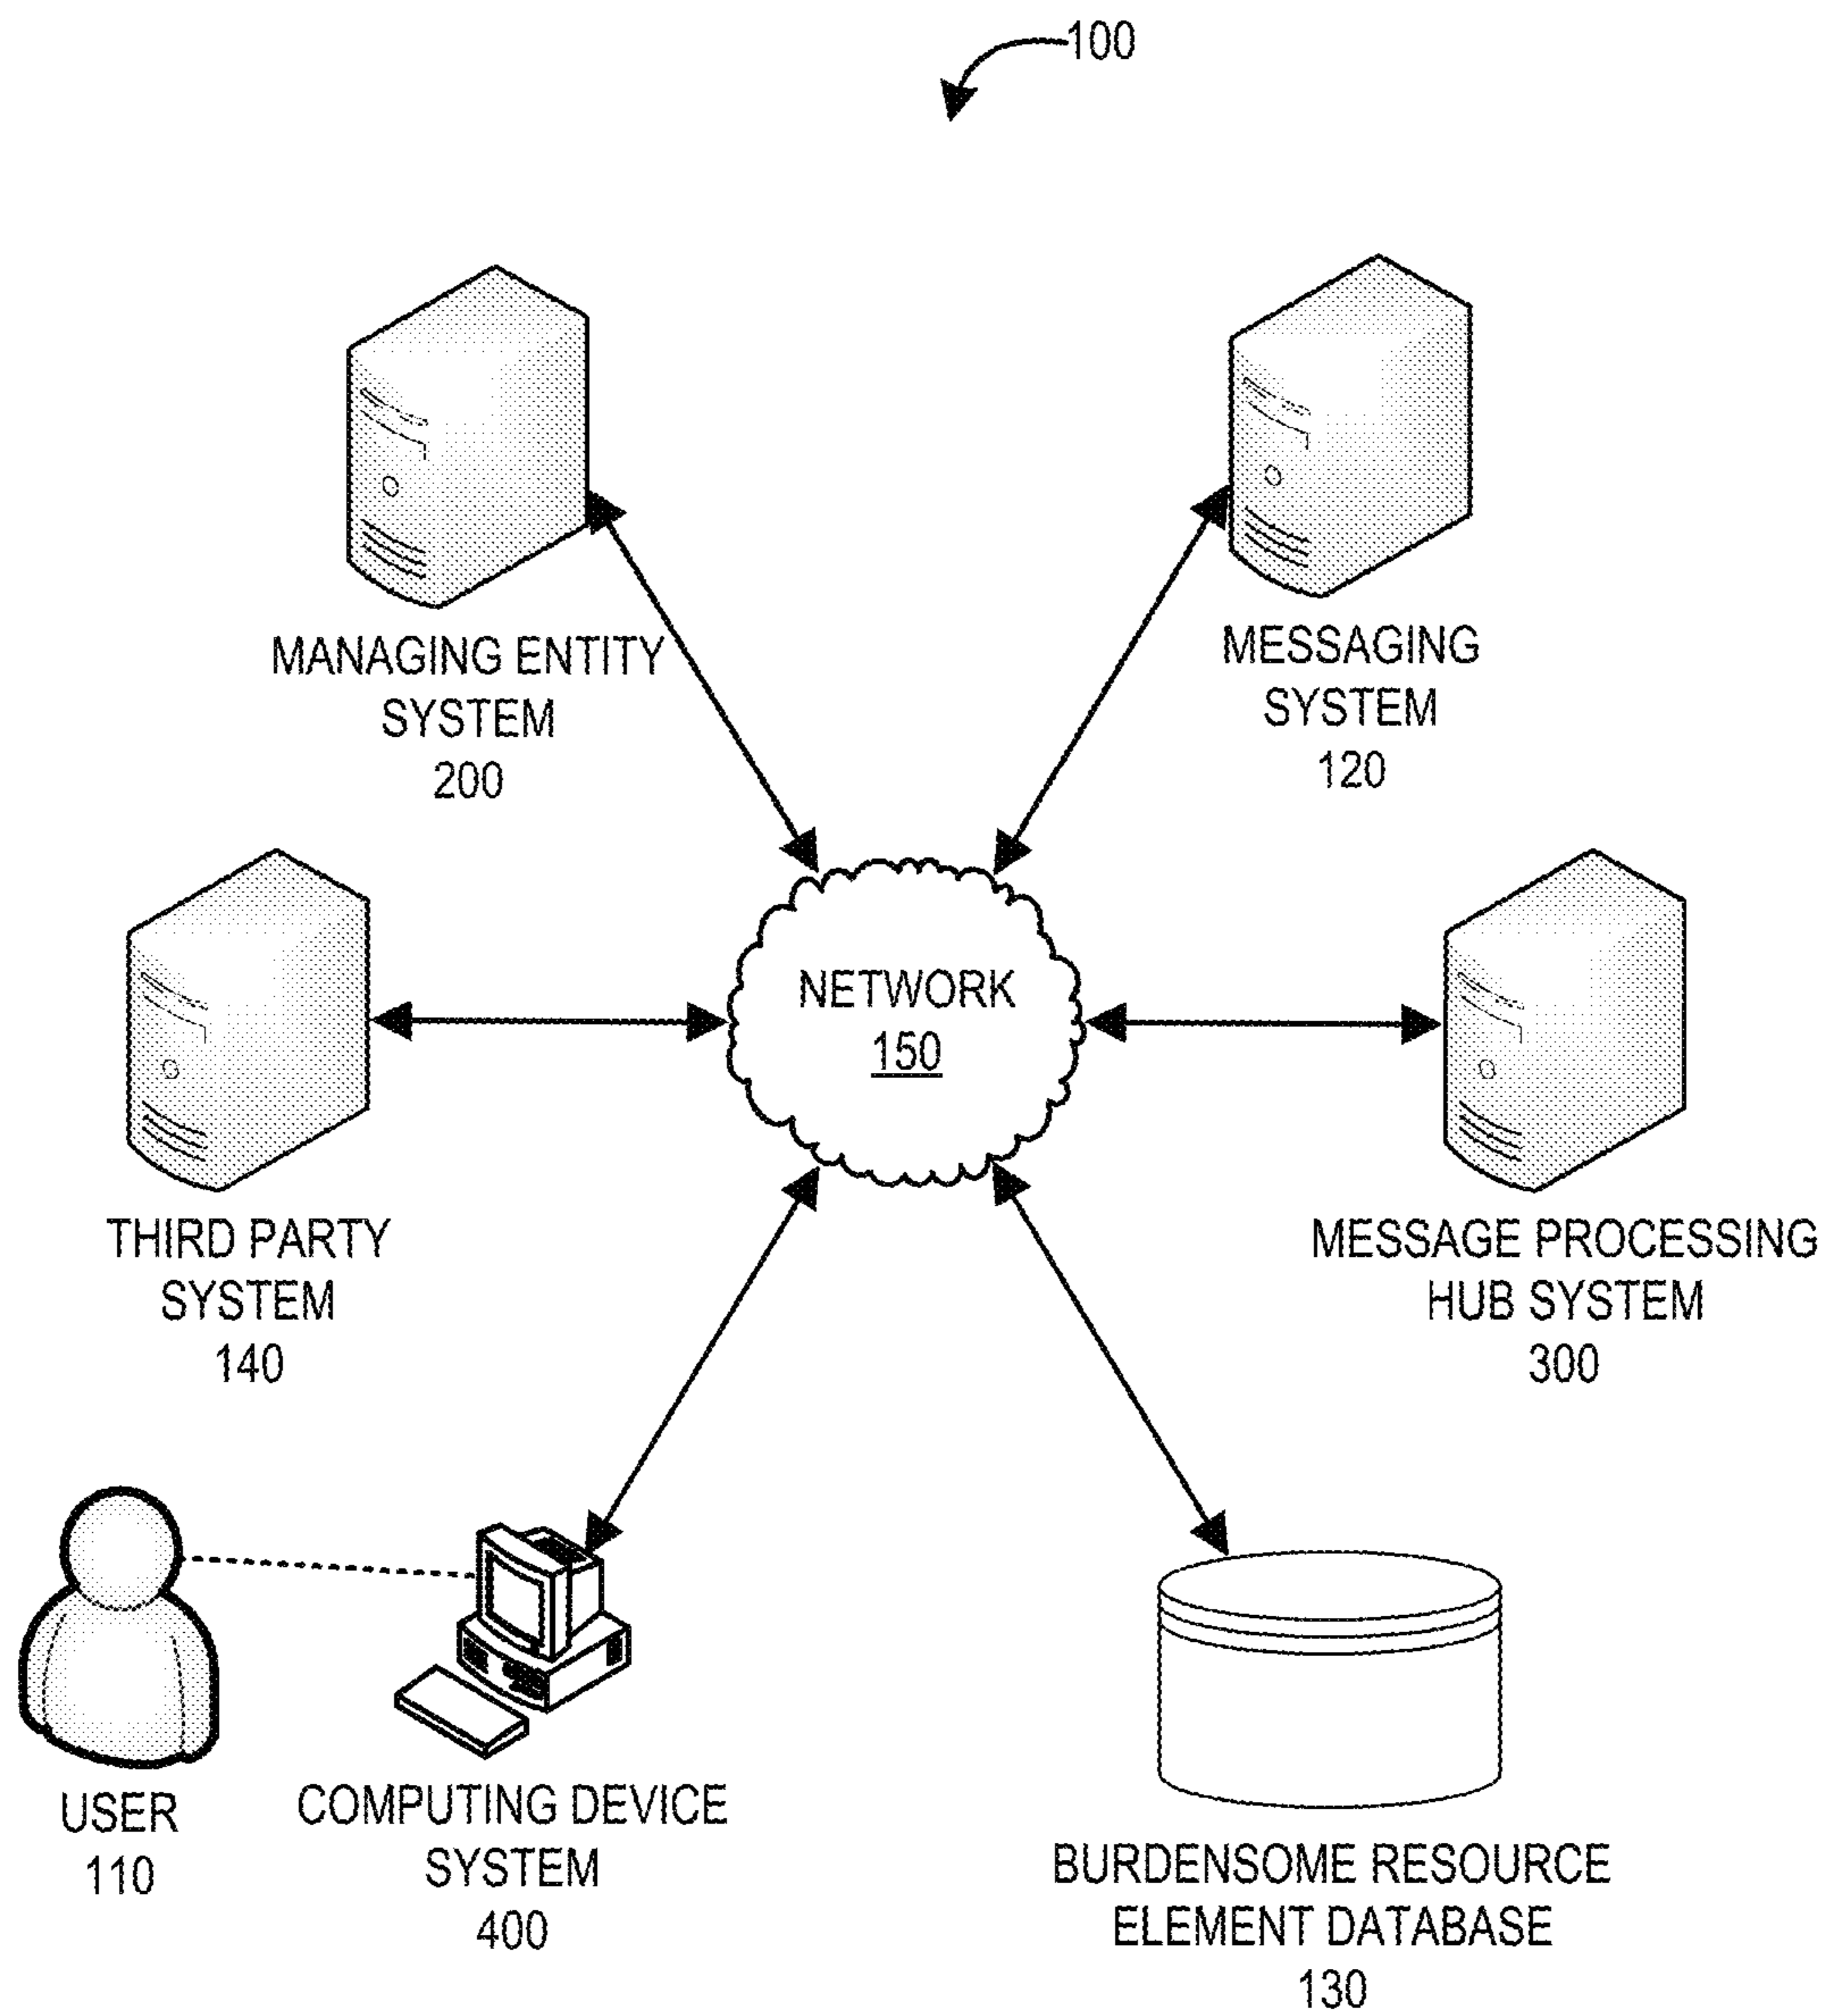 100
MANAGING ENTITY
SYSTEM
200
MESSAGING
SYSTEM
120
NETWORK
150
THIRD PARTY
SYSTEM
140
MESSAGE PROCESSING
HUB SYSTEM
300
USER
110
COMPUTING DEVICE
SYSTEM
400
BURDENSOME RESOURCE
ELEMENT DATABASE
130